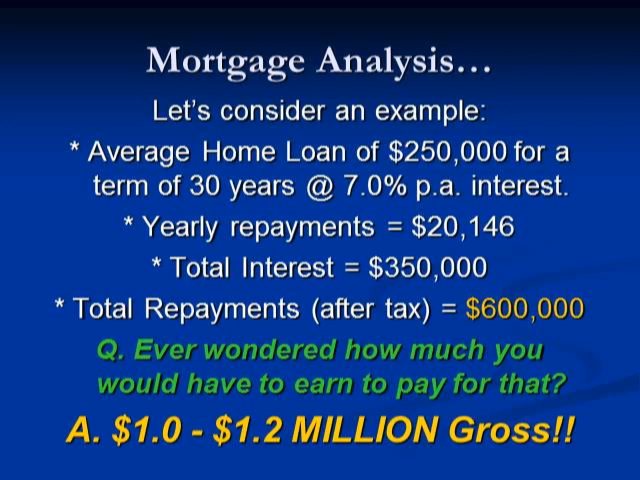 Mortgage Analysis…
Let's consider an example:
* Average Home Loan of $250,000 for a
term of 30 years @ 7.0% p.a. interest.
* Yearly repayments = $20,146
* Total Interest = $350,000
* Total Repayments (after tax) = $600,000
Q. Ever wondered how much you
would have to earn to pay for that?
A. $1.0 - $1.2 MILLION Gross!!